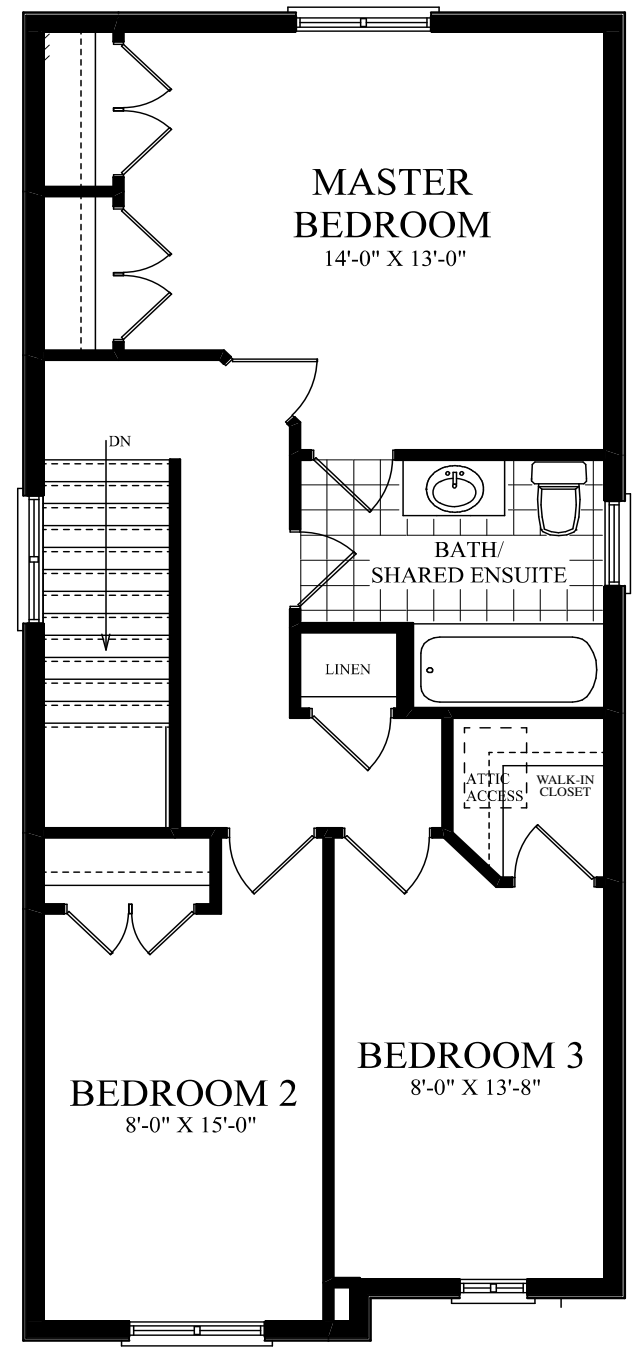 MASTER
BEDROOM
14'-0" X 13'-0"
DN
BATH/
SHARED ENSUITE
LINEN
ATTIC
ACCESS
WALK-IN
CLOSET
BEDROOM 3
8'-0" X 13'-8"
BEDROOM 2
8'-0" X 15'-0"